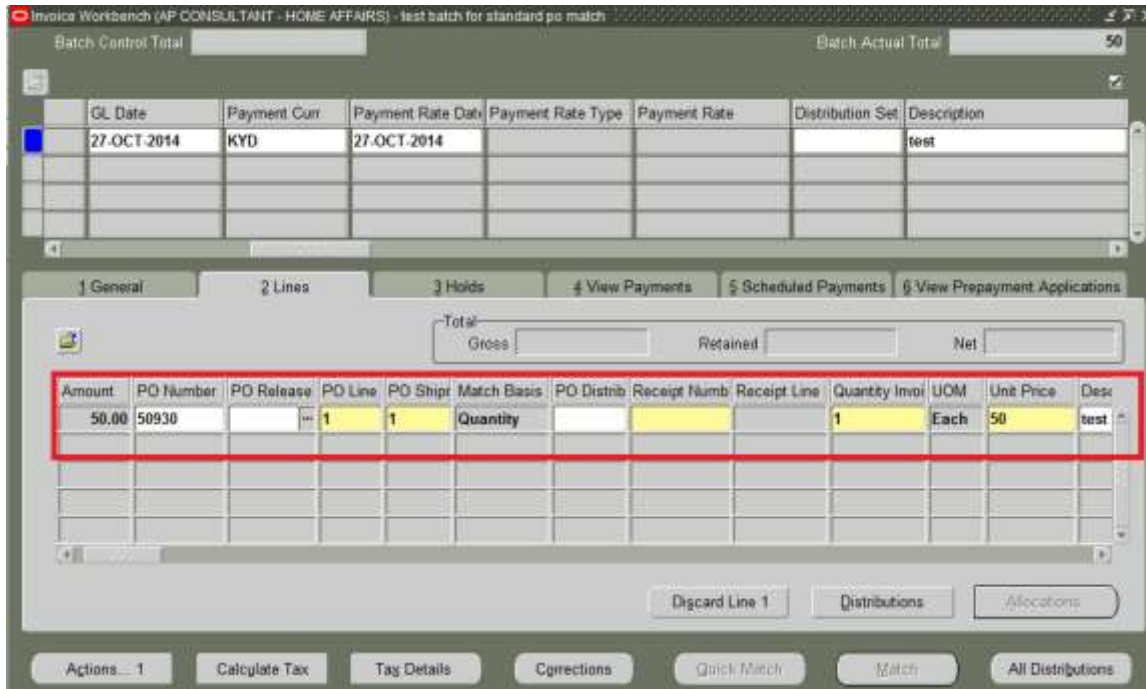 Invoice Workbench (AP CONSULTANT - HOME AFFAIRS) - test batch for standard po match
Batch Control Total Batch Actual Total 50
GL Date Payment Curr Payment Rate Date Payment Rate Type Payment Rate Distribution Set Description
27-OCT-2014 KYD 27-OCT-2014 test
1 General 2 Lines 3 Holds 4 View Payments 5 Scheduled Payments 6 View Prepayment Applications
Total
Gross Retained Net
Amount PO Number PO Release PO Line PO Shipr Match Basis PO Distrib Receipt Numb Receipt Line Quantity Invoi UOM Unit Price Desc
50.00 50930 ... 1 1 Quantity 1 Each 50 test
Discard Line 1 Distributions Allocations
Actions... 1 Calculate Tax Tax Details Corrections Quick Match Match All Distributions